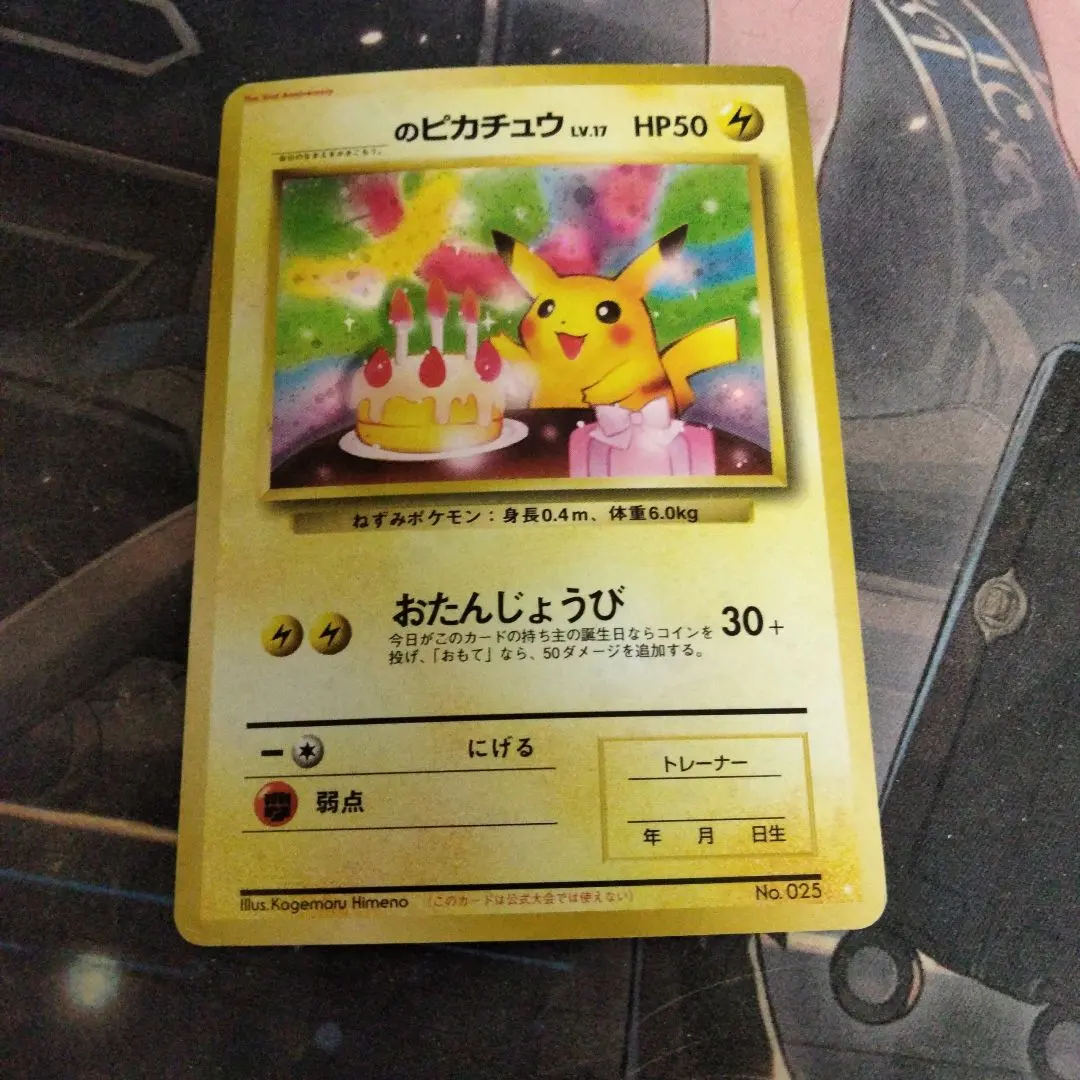 The 2nd Anniversary
のピカチュウ LV.17 HP50
ねずみポケモン：身長0.4m、体重6.0kg
おたんじょうび 30+
今日がこのカードの持ち主の誕生日ならコインを
投げ、「おもて」なら、50ダメージを追加する。
にげる
弱点
トレーナー
年 月 日生
Illus. Kagemaru Himeno （このカードは公式大会では使えない） No. 025